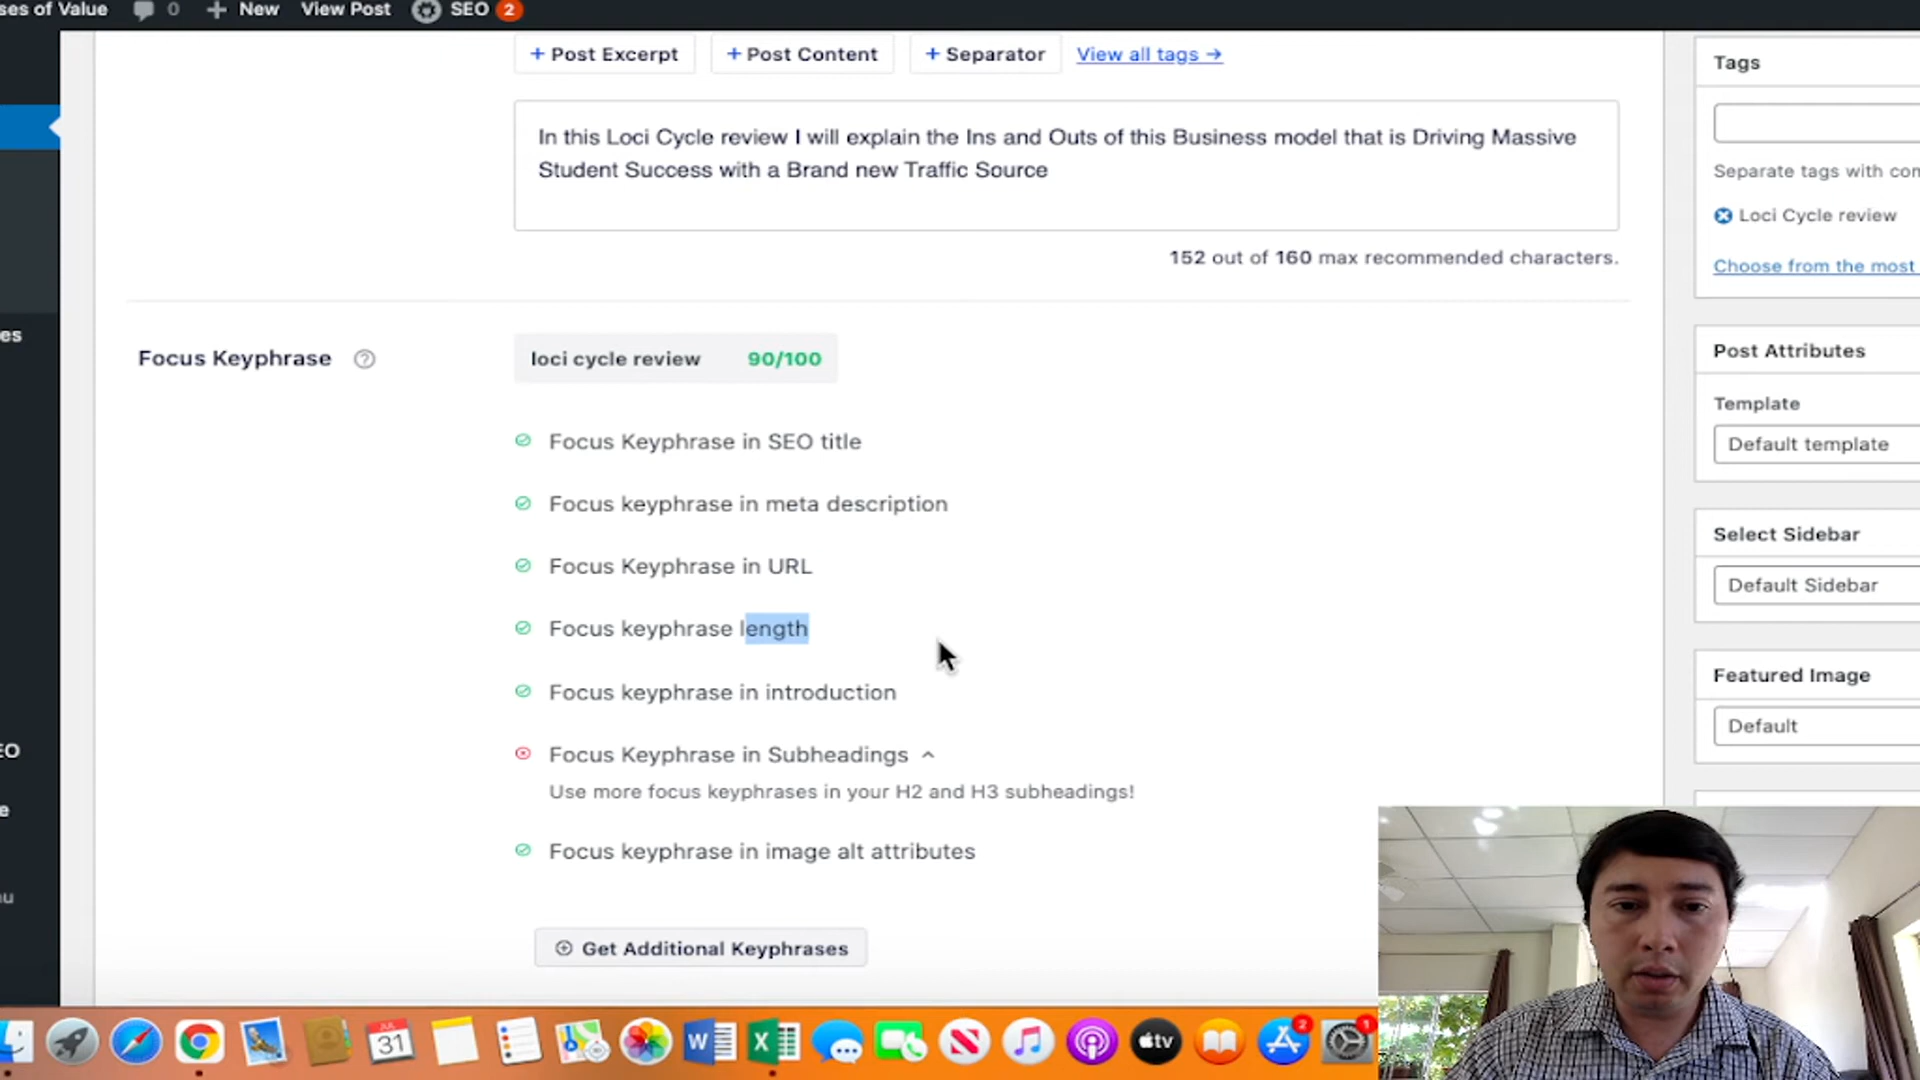 ses of Value 0 + New View Post SEO 2
+ Post Excerpt + Post Content + Separator View all tags →
In this Loci Cycle review I will explain the Ins and Outs of this Business model that is Driving Massive
Student Success with a Brand new Traffic Source
152 out of 160 max recommended characters.
Focus Keyphrase ?
loci cycle review 90/100
Focus Keyphrase in SEO title
Focus keyphrase in meta description
Focus Keyphrase in URL
Focus keyphrase length
Focus keyphrase in introduction
Focus Keyphrase in Subheadings
Use more focus keyphrases in your H2 and H3 subheadings!
Focus keyphrase in image alt attributes
Get Additional Keyphrases
Tags
Separate tags with com
Loci Cycle review
Choose from the most
Post Attributes
Template
Default template
Select Sidebar
Default Sidebar
Featured Image
Default
es
EO
e
nu
JUL
31
W
X
N
tv
2
1